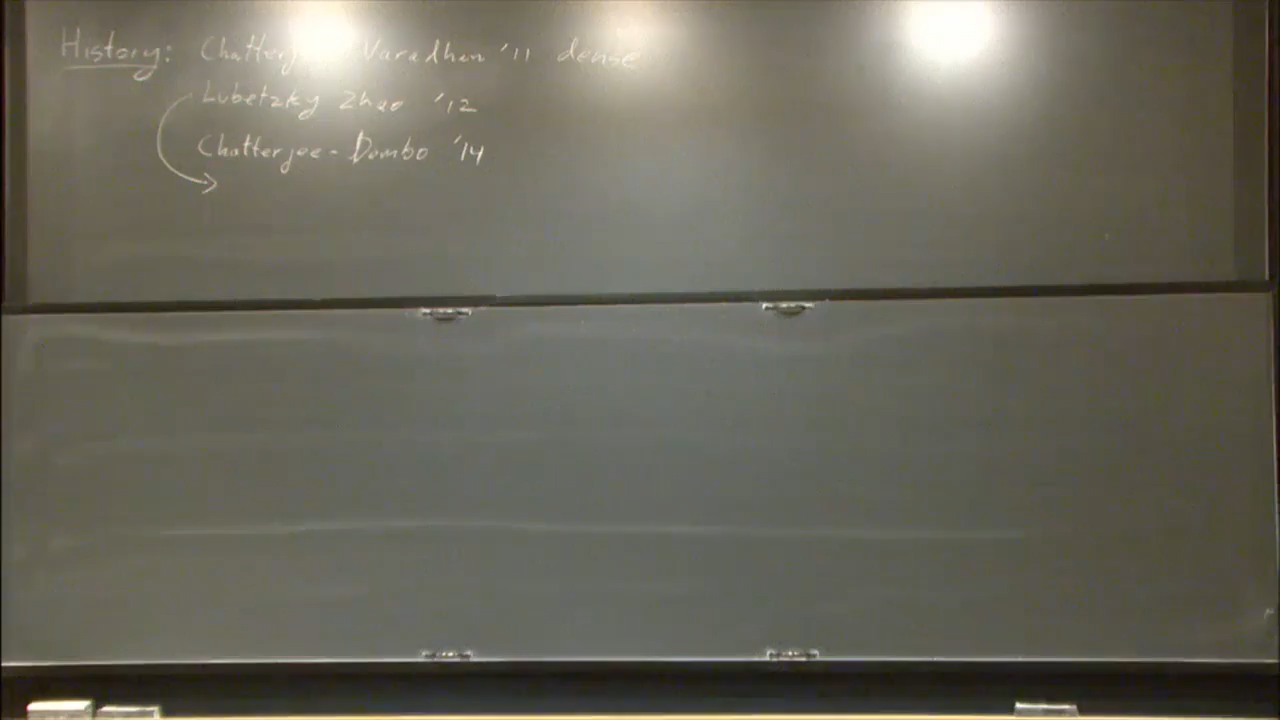 History: Chatterjee Varadhan '11 dense
Lubetzky Zhao '12
Chatterjee - Dembo '14